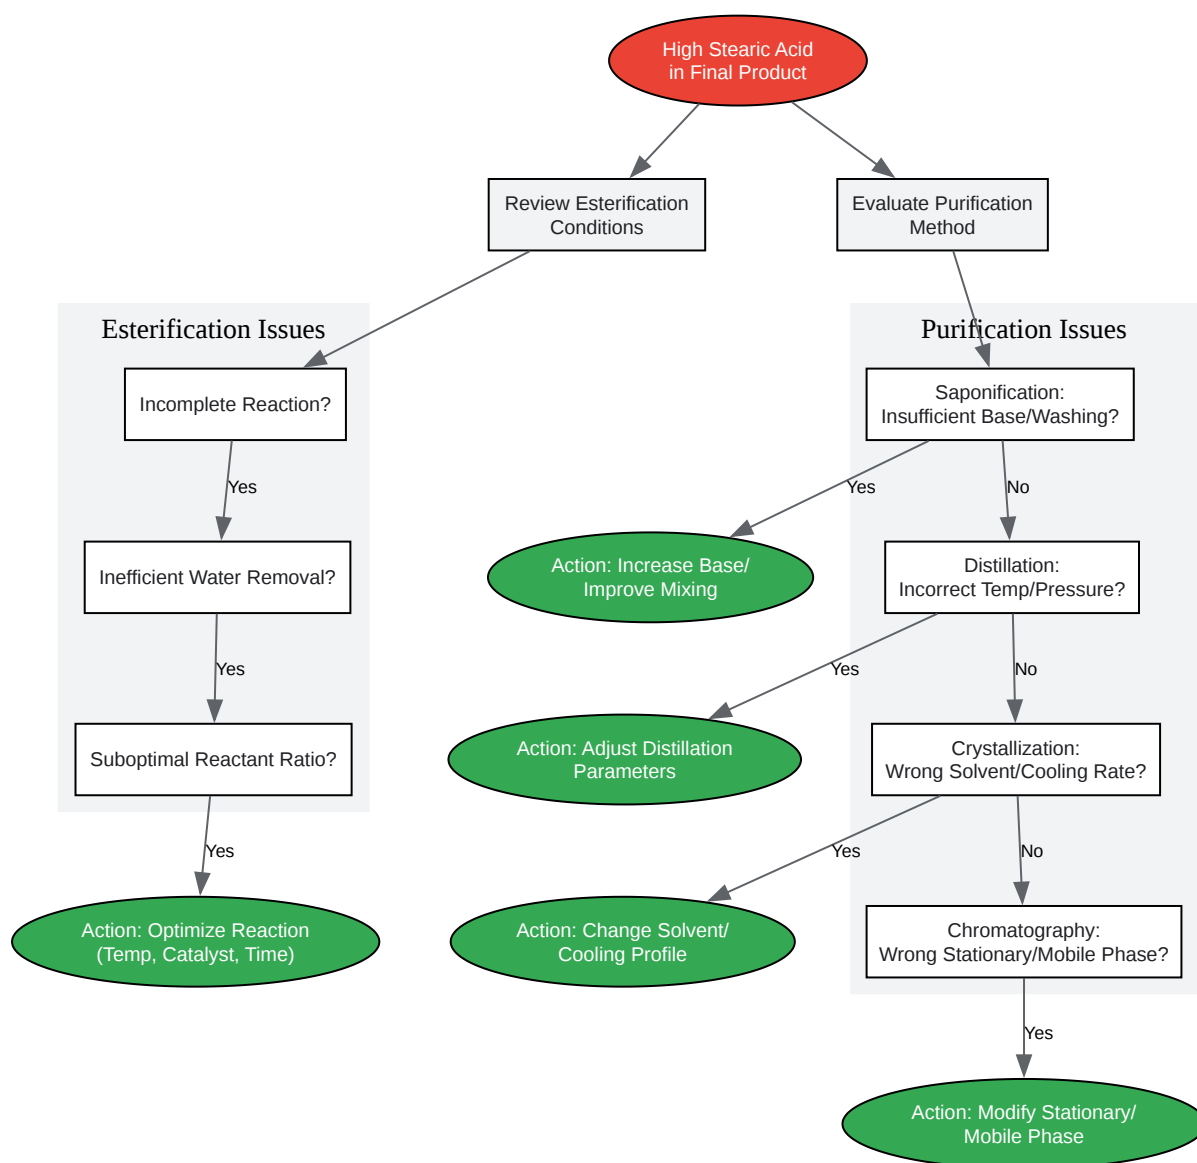 High Stearic Acid
in Final Product
Review Esterification
Conditions
Evaluate Purification
Method
Esterification Issues
Purification Issues
Incomplete Reaction?
Saponification:
Insufficient Base/Washing?
Yes
Yes
No
Inefficient Water Removal?
Action: Increase Base/
Improve Mixing
Distillation:
Incorrect Temp/Pressure?
Yes
Yes
No
Suboptimal Reactant Ratio?
Action: Adjust Distillation
Parameters
Crystallization:
Wrong Solvent/Cooling Rate?
Yes
Yes
No
Action: Optimize Reaction
(Temp, Catalyst, Time)
Action: Change Solvent/
Cooling Profile
Chromatography:
Wrong Stationary/Mobile Phase?
Yes
Action: Modify Stationary/
Mobile Phase